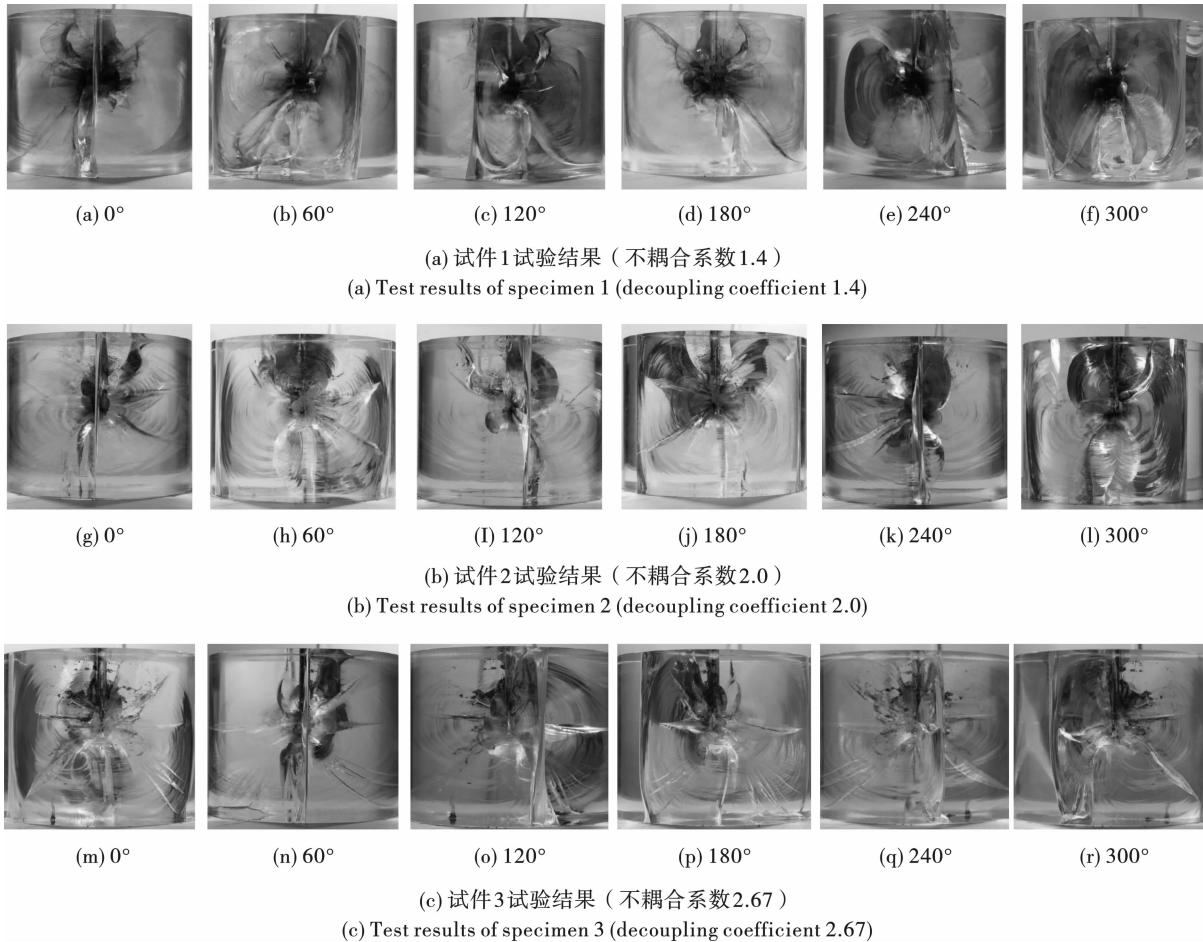 (a) 0°
(b) 60°
(c) 120°
(d) 180°
(e) 240°
(f) 300°
(a) 试件1试验结果（不耦合系数1.4）
(a) Test results of specimen 1 (decoupling coefficient 1.4)
(g) 0°
(h) 60°
(I) 120°
(j) 180°
(k) 240°
(l) 300°
(b) 试件2试验结果（不耦合系数2.0）
(b) Test results of specimen 2 (decoupling coefficient 2.0)
(m) 0°
(n) 60°
(o) 120°
(p) 180°
(q) 240°
(r) 300°
(c) 试件3试验结果（不耦合系数2.67）
(c) Test results of specimen 3 (decoupling coefficient 2.67)